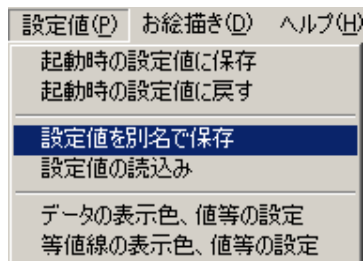 設定値(P) お絵描き(D) ヘルプ(H)
起動時の設定値に保存
起動時の設定値に戻す
設定値を別名で保存
設定値の読込み
データの表示色、値等の設定
等値線の表示色、値等の設定